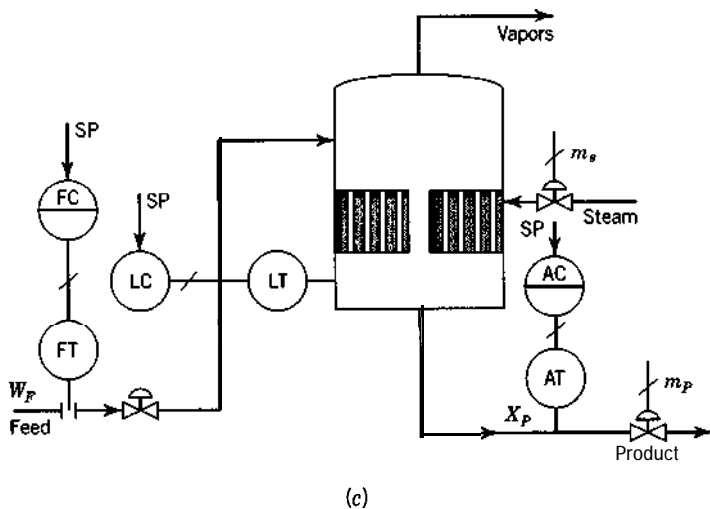 Vapors
SP
FC
SP
m_s
Steam
SP
LC
LT
AC
FT
AT
W_F
Feed
X_P
m_P
Product
(c)